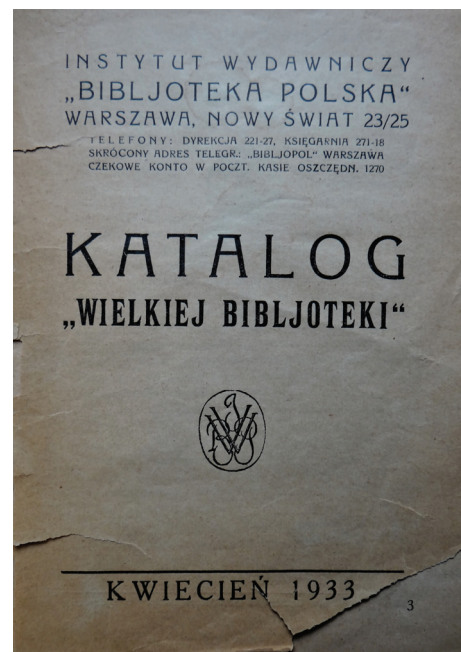 INSTYTUT WYDAWNICZY
„BIBLJOTEKA POLSKA“
WARSZAWA, NOWY ŚWIAT 23/25
TELEFONY: DYREKCJA 221-27, KSIĘGARNIA 271-18
SKRÓCONY ADRES TELEGR.: „BIBLJOPOL“ WARSZAWA
CZEKOWE KONTO W POCZT. KASIE OSZCZĘDN. 1270
KATALOG
„WIELKIEJ BIBLJOTEKI“
KWIECIEŃ 1933
3